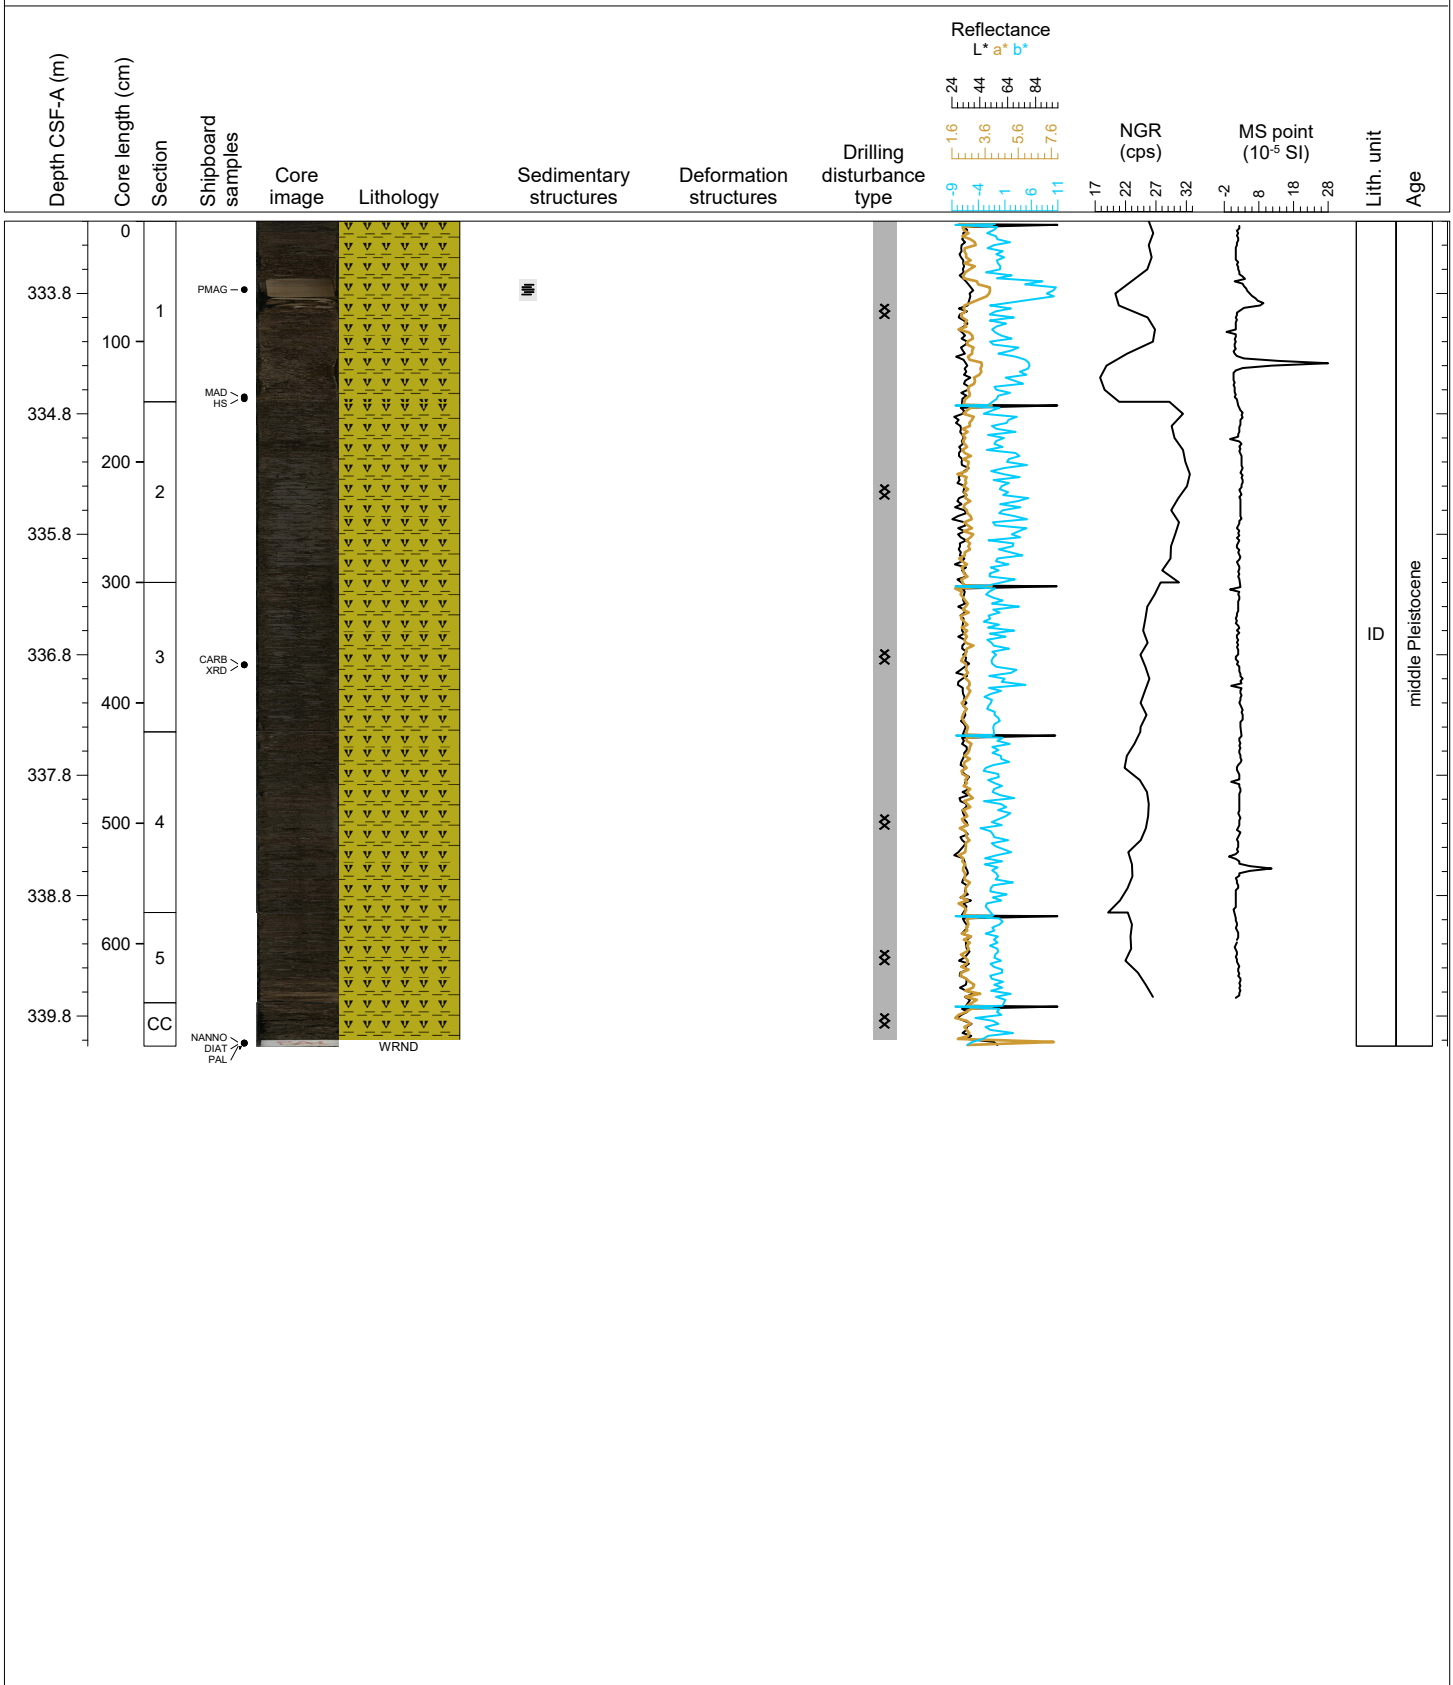 Depth CSF-A (m)
Core length (cm)
Section
Shipboard
samples
Core
image
Lithology
Sedimentary
structures
Deformation
structures
Drilling
disturbance
type
Reflectance
L* a* b*
24 44 64 84
1.6 3.6 5.6 7.6
-9 -4 1 6 11
NGR
(cps)
17 22 27 32
MS point
(10-5 SI)
-2 8 18 28
Lith. unit
Age
0
333.8
PMAG
1
100
MAD
HS
334.8
200
2
335.8
300
336.8
3
CARB
XRD
400
337.8
500
4
338.8
600
5
339.8
CC
NANNO
DIAT
PAL
WRND
ID
middle Pleistocene